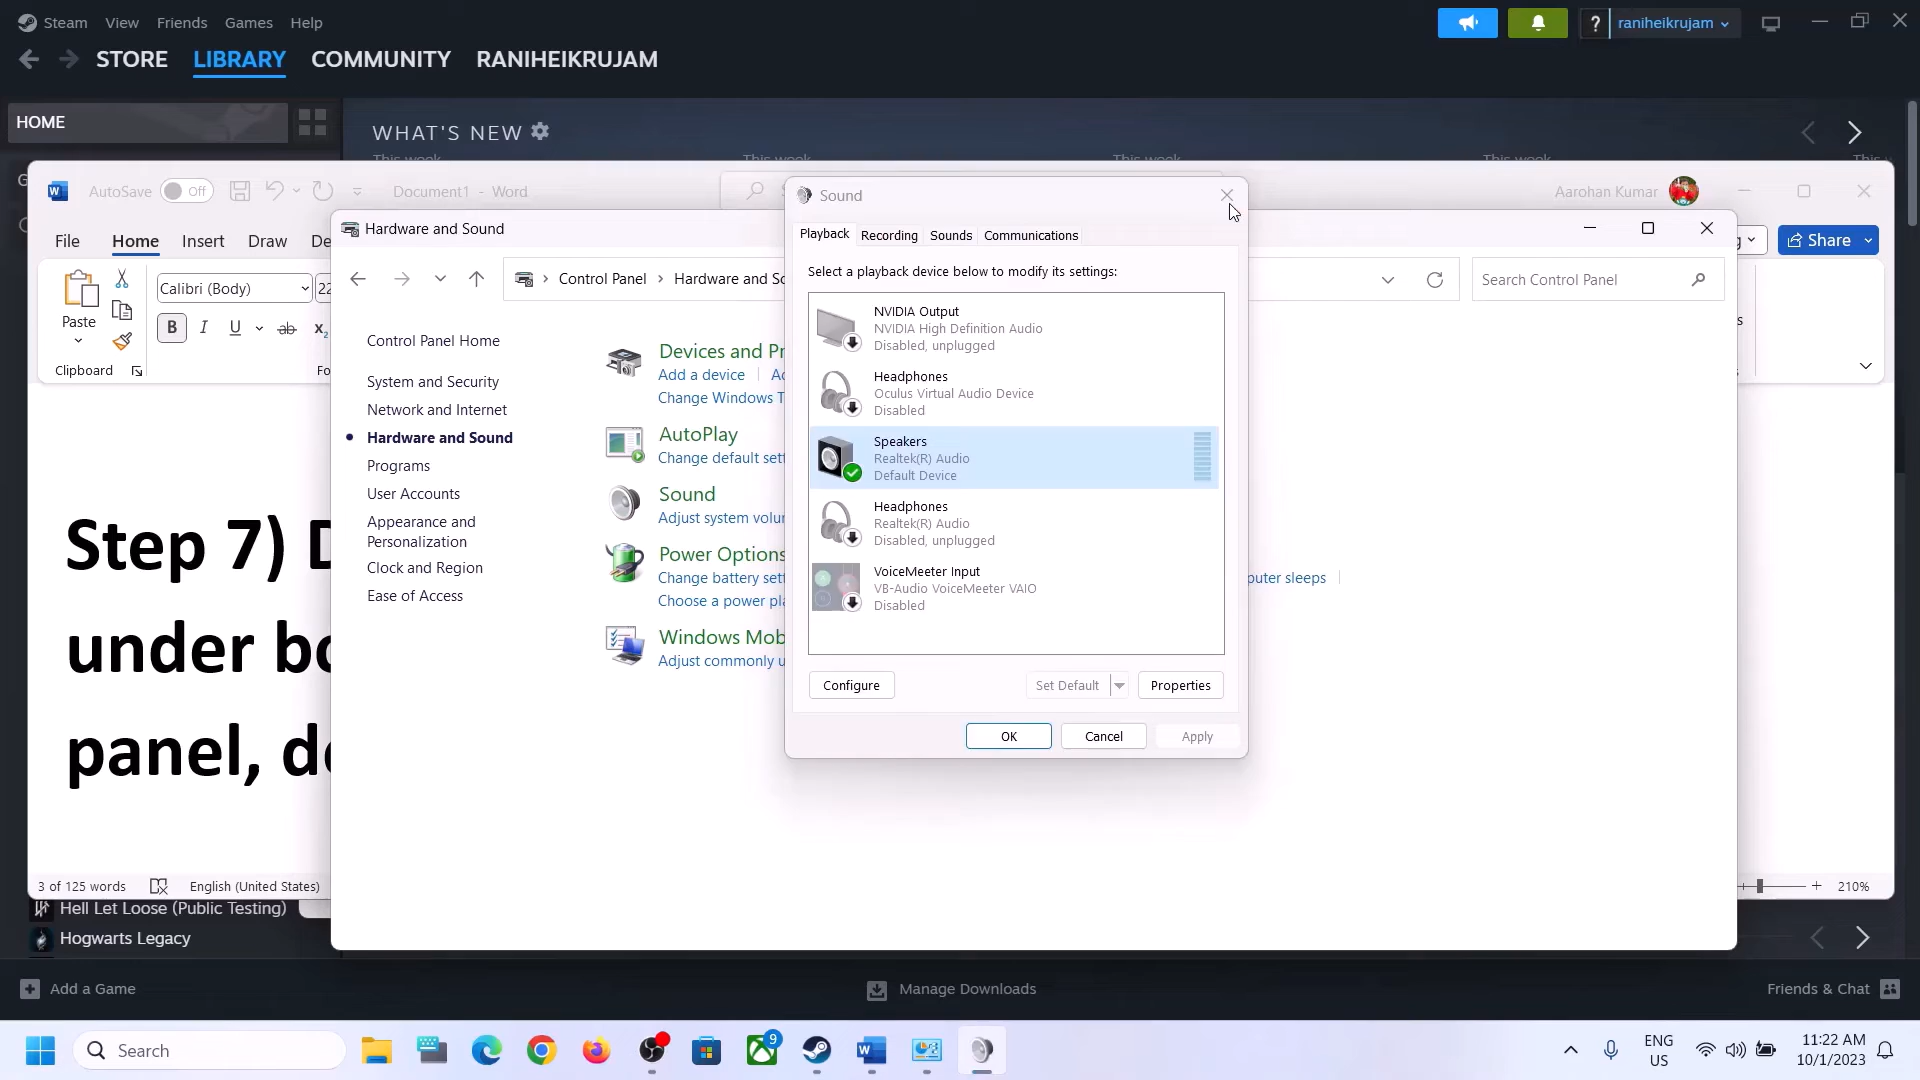 Steam View Friends Games Help
raniheikrujam
STORE LIBRARY COMMUNITY RANIHEIKRUJAM
HOME
WHAT'S NEW
AutoSave Off
Document1 - Word
Aarohan Kumar
File Home Insert Draw De
Share
Calibri (Body) 22
Paste
B I U ab x₂
Clipboard
Fo
Step 7) D
under bo
panel, de
3 of 125 words
English (United States)
210%
Hardware and Sound
Control Panel > Hardware and So
Search Control Panel
Control Panel Home
System and Security
Network and Internet
Hardware and Sound
Programs
User Accounts
Appearance and
Personalization
Clock and Region
Ease of Access
Devices and Pr
Add a device
Change Windows T
AutoPlay
Change default sett
Sound
Adjust system volu
Power Options
Change battery sett
Choose a power pla
puter sleeps
Windows Mob
Adjust commonly u
Sound
Playback Recording Sounds Communications
Select a playback device below to modify its settings:
NVIDIA Output
NVIDIA High Definition Audio
Disabled, unplugged
Headphones
Oculus Virtual Audio Device
Disabled
Speakers
Realtek(R) Audio
Default Device
Headphones
Realtek(R) Audio
Disabled, unplugged
VoiceMeeter Input
VB-Audio VoiceMeeter VAIO
Disabled
Configure
Set Default
Properties
OK
Cancel
Apply
Hell Let Loose (Public Testing)
Hogwarts Legacy
Add a Game
Manage Downloads
Friends & Chat
Search
9
ENG
US
11:22 AM
10/1/2023